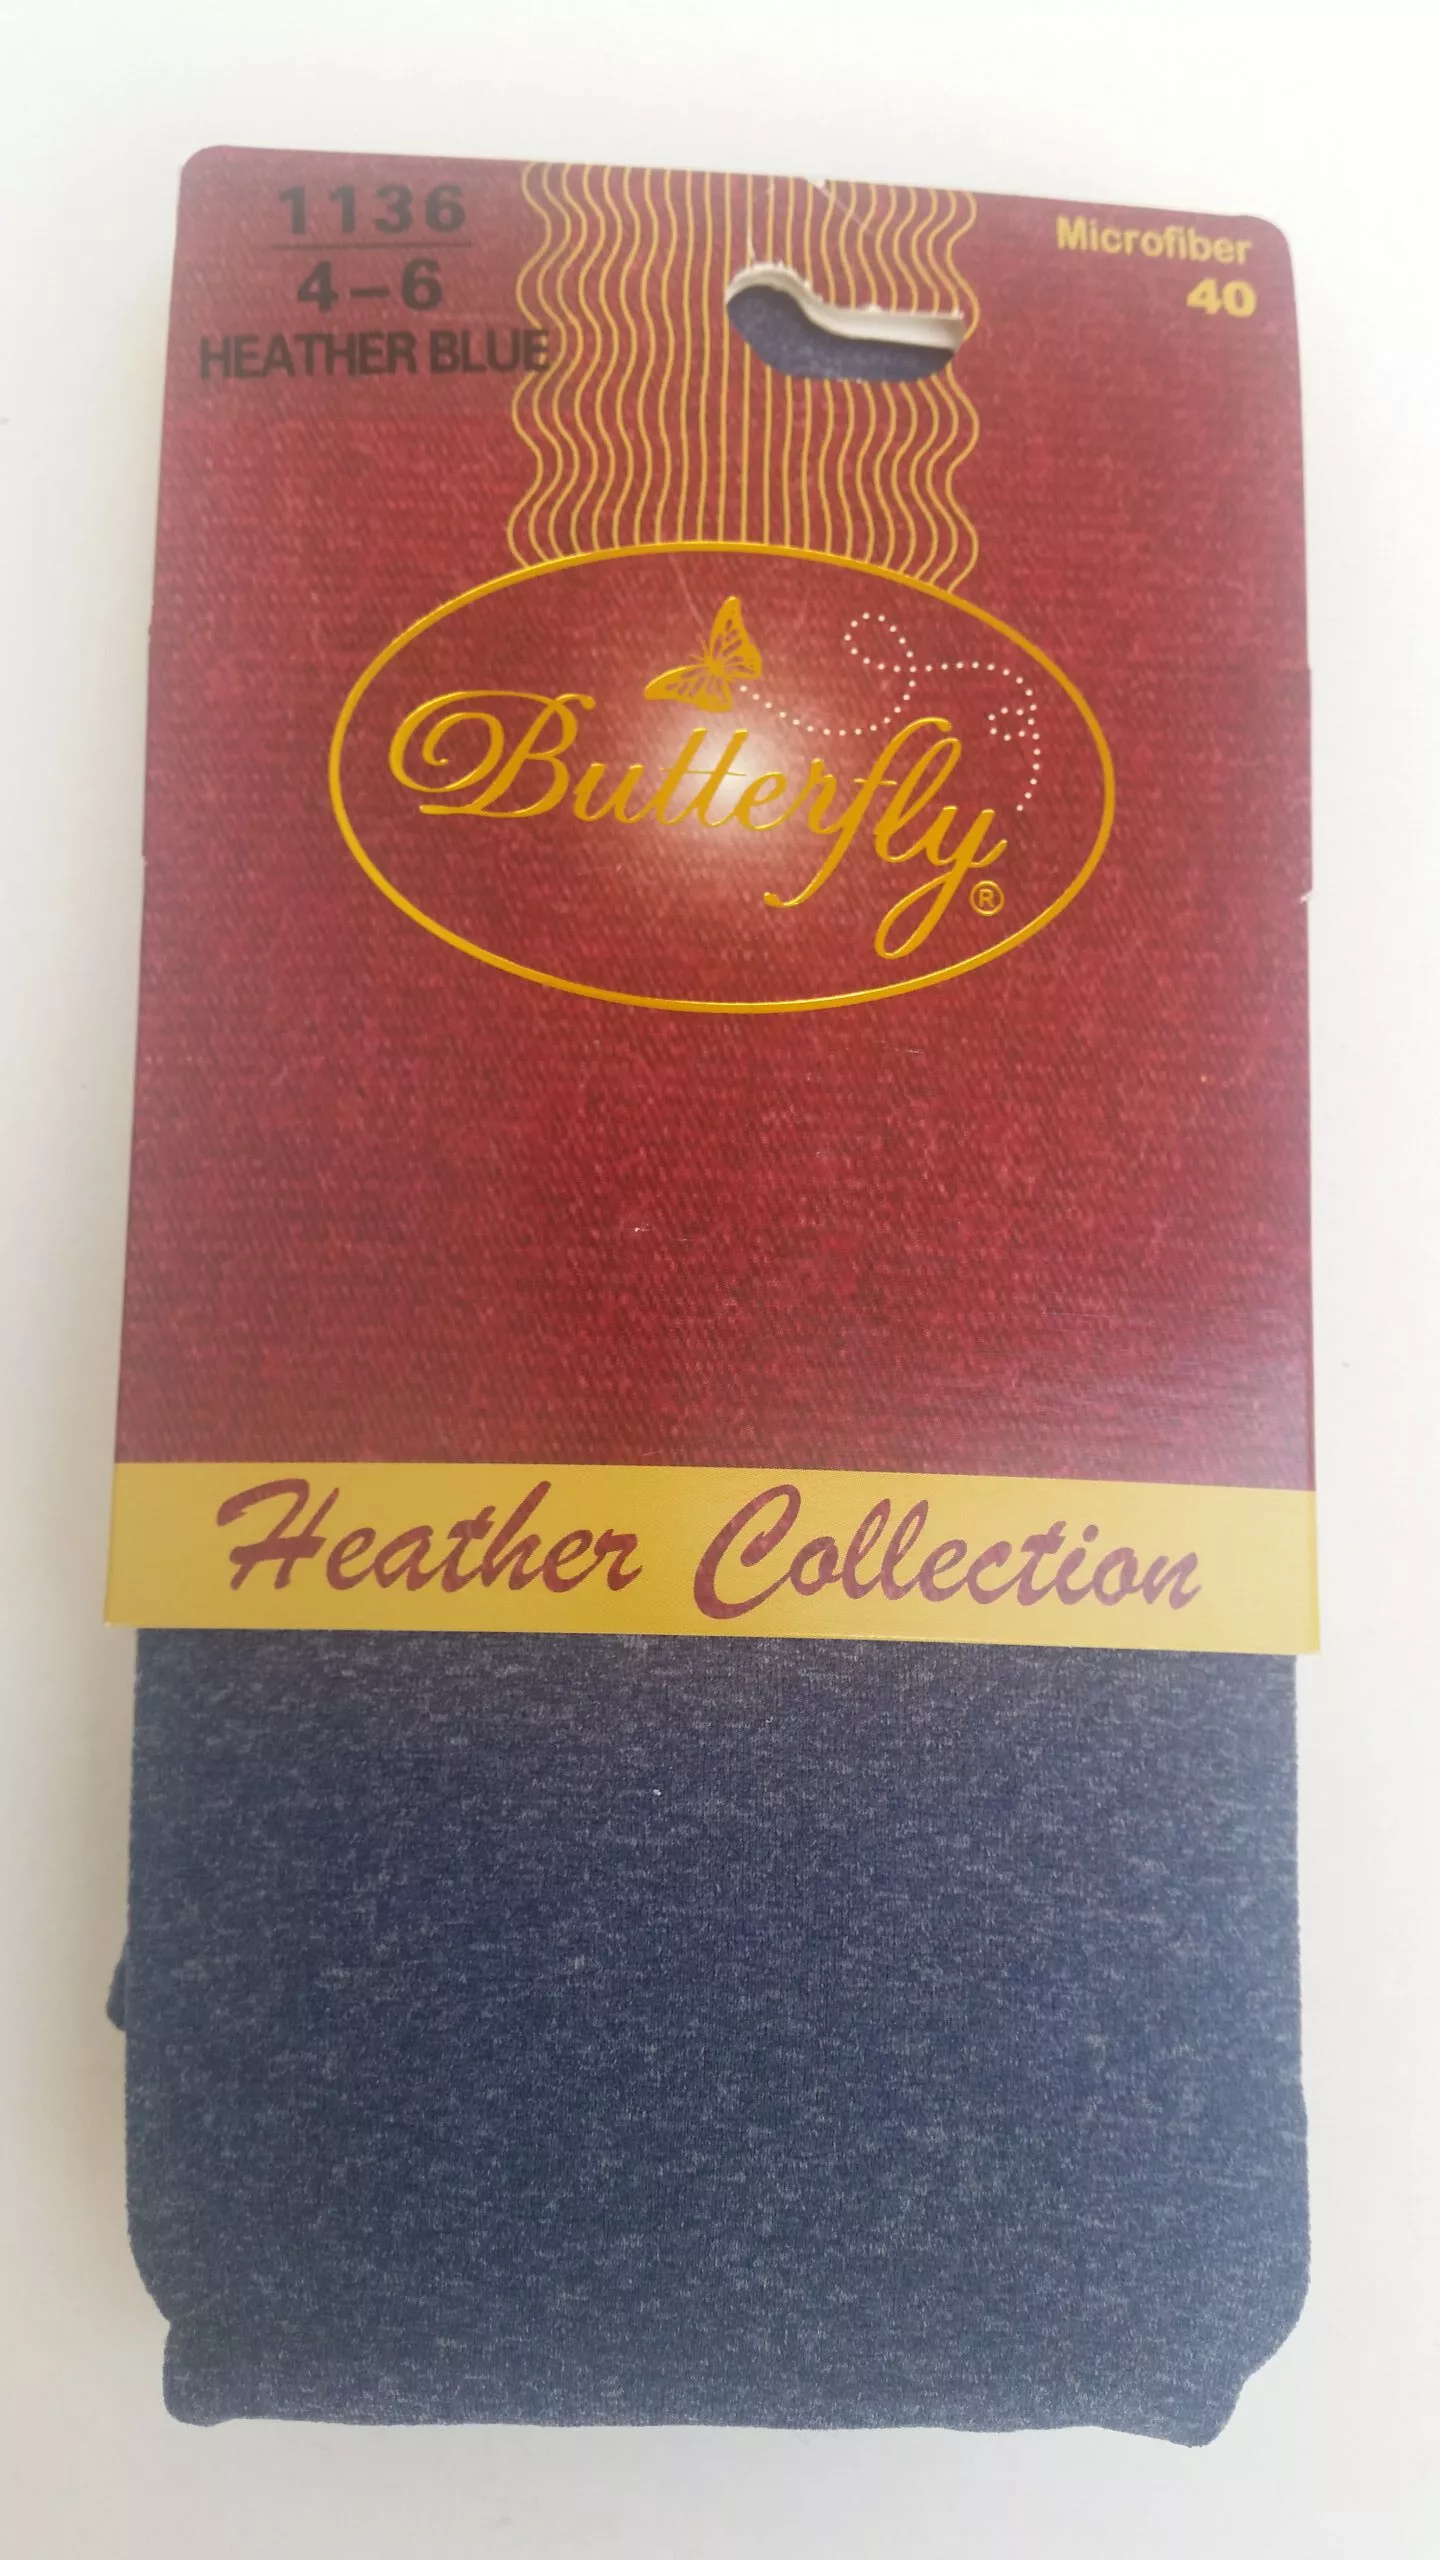 1136
4-6
HEATHER BLUE
Microfiber
40
Butterfly®
Heather Collection